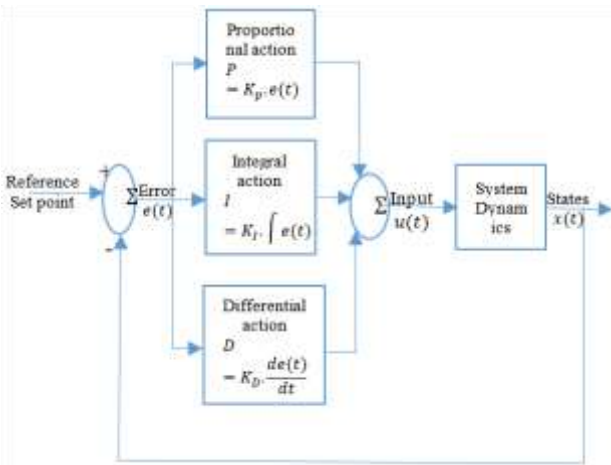 Proportio
nal action
P
= K_p.e(t)
+
Reference
Set point
-
Σ
Error
e(t)
Integral
action
I
= K_I.∫ e(t)
Differential
action
D
= K_D.de(t)/dt
Σ
Input
u(t)
System
Dynam
ics
States
x(t)